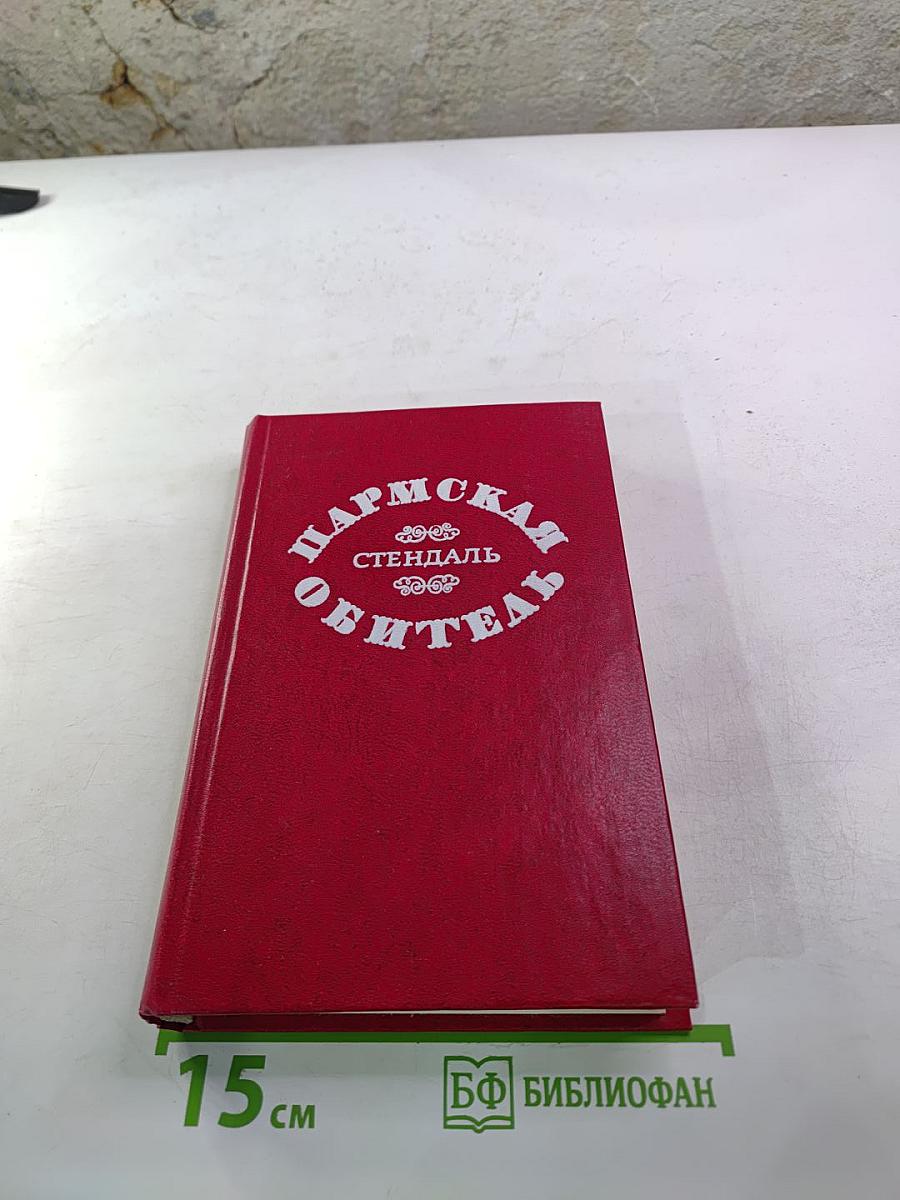 ПАРМСКАЯ
СТЕНДАЛЬ
ОБИТЕЛЬ
15 СМ
БФ БИБЛИОФАН